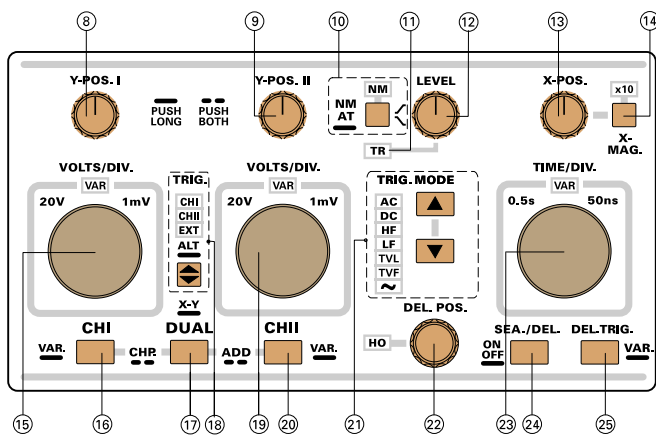 8 9 10 11 12 13 14
Y-POS. I
Y-POS. II
LEVEL
X-POS.
PUSH LONG
PUSH BOTH
NM
AT
NM
TR
x10
X-MAG.
VOLTS/DIV.
VAR
20V 1mV
TRIG.
CHI
CHII
EXT
ALT
X-Y
VOLTS/DIV.
VAR
20V 1mV
TRIG. MODE
AC
DC
HF
LF
TVL
TVF
~
TIME/DIV.
VAR
0.5s 50ns
DEL. POS.
HO
CHI
DUAL
CHII
VAR.
CHP.
ADD
VAR.
SEA./DEL.
DEL.TRIG.
ON
OFF
VAR.
15 16 17 18 19 20 21 22 23 24 25